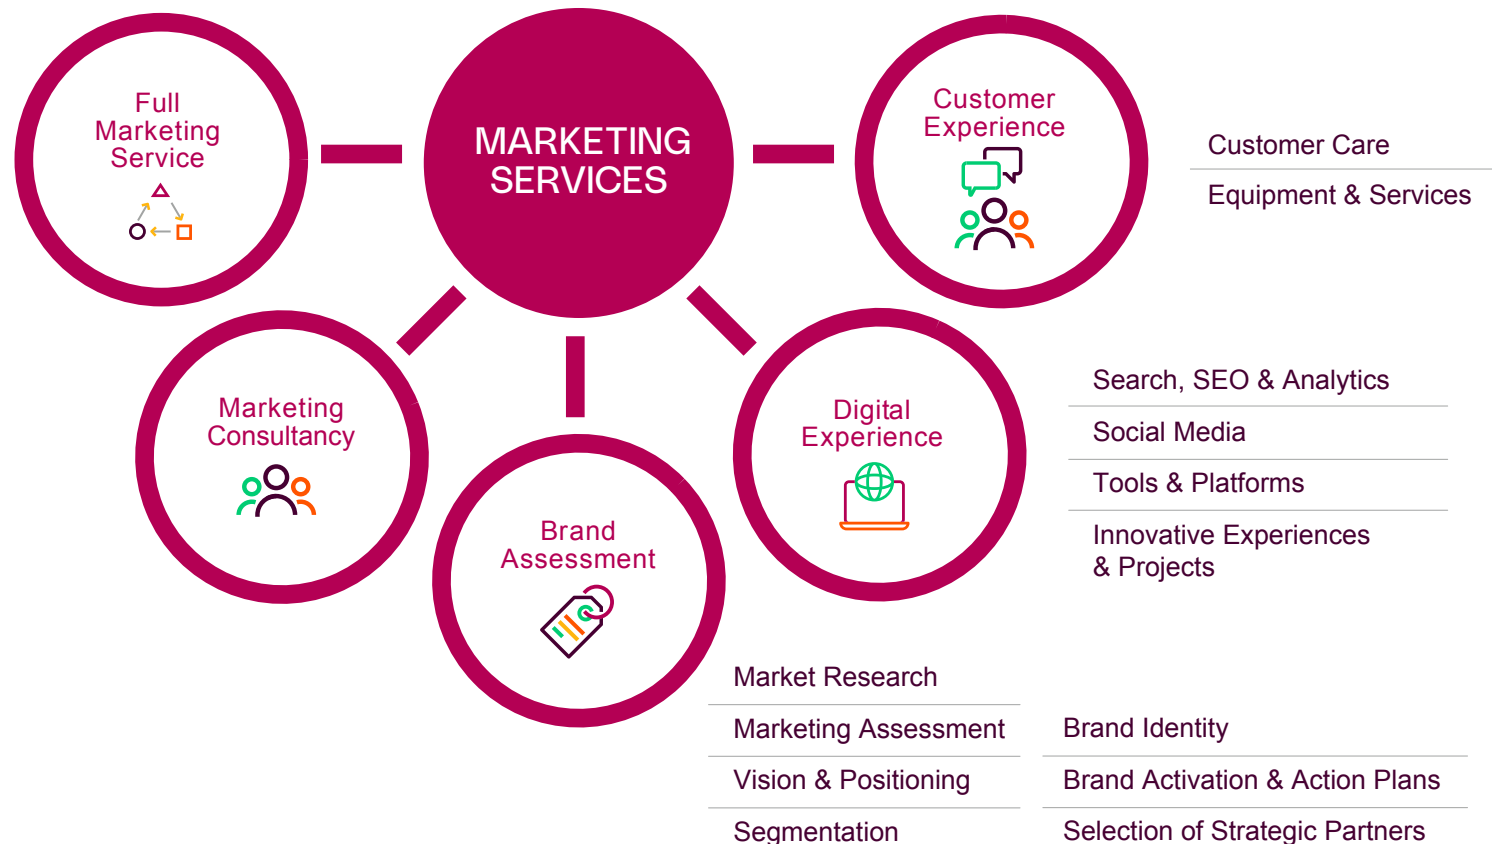 Full
Marketing
Service
MARKETING
SERVICES
Customer
Experience
Customer Care
Equipment & Services
Marketing
Consultancy
Brand
Assessment
Digital
Experience
Search, SEO & Analytics
Social Media
Tools & Platforms
Innovative Experiences
& Projects
Market Research
Marketing Assessment
Vision & Positioning
Segmentation
Brand Identity
Brand Activation & Action Plans
Selection of Strategic Partners